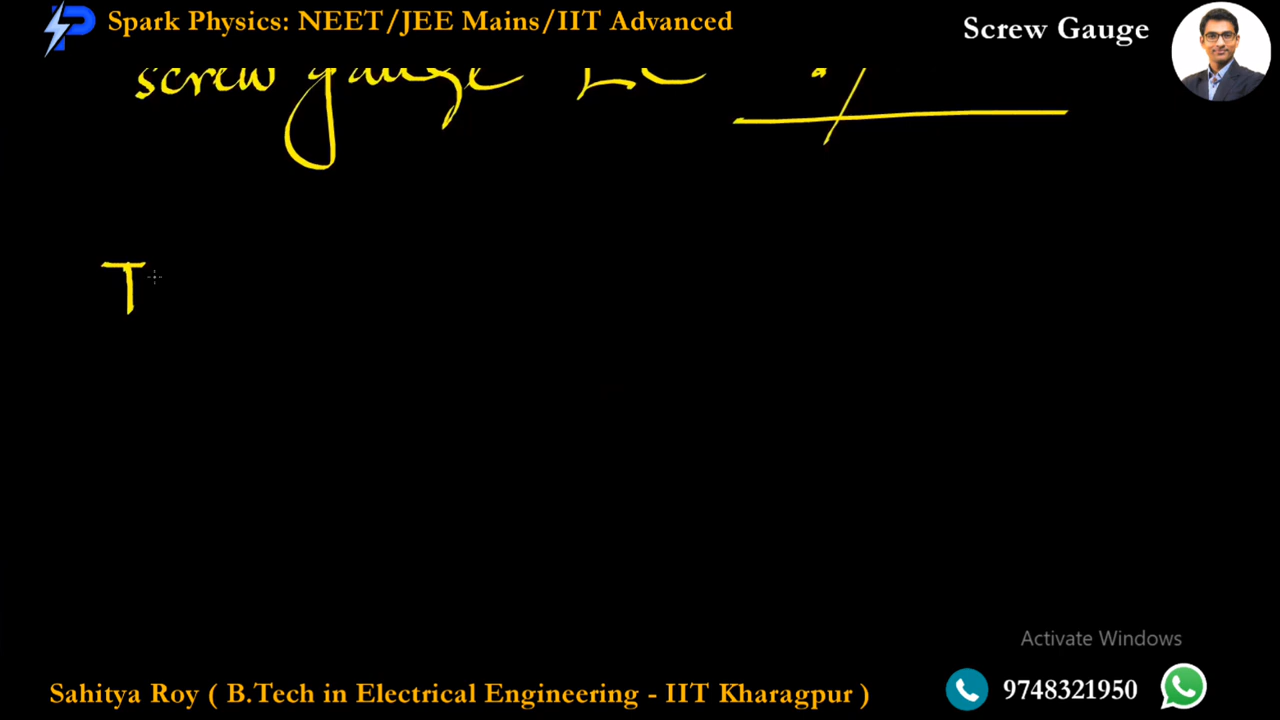 Spark Physics: NEET/JEE Mains/IIT Advanced
Screw Gauge
screw gauge LC
T
Activate Windows
Sahitya Roy ( B.Tech in Electrical Engineering - IIT Kharagpur )
9748321950